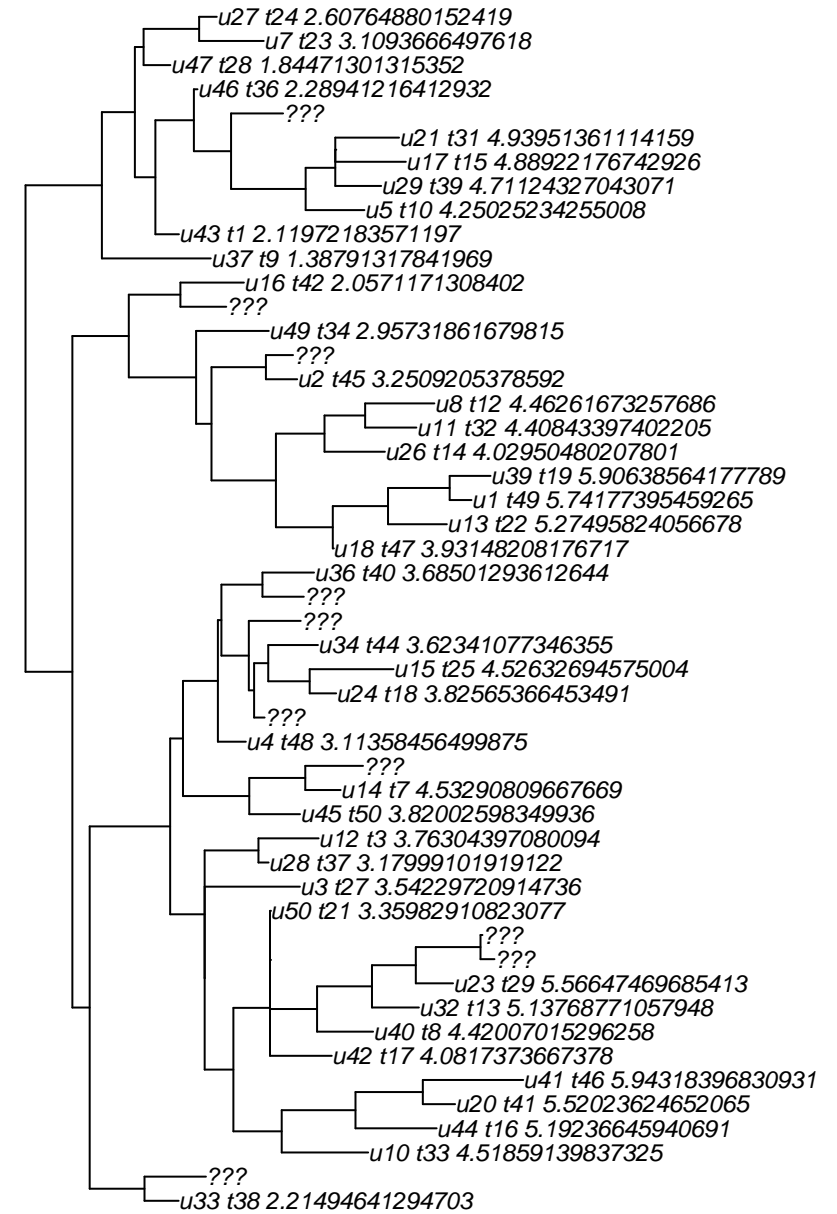 u27 t24 2.60764880152419
u7 t23 3.1093666497618
u47 t28 1.84471301315352
u46 t36 2.28941216412932
???
u21 t31 4.93951361114159
u17 t15 4.88922176742926
u29 t39 4.71124327043071
u5 t10 4.25025234255008
u43 t1 2.11972183571197
u37 t9 1.38791317841969
u16 t42 2.0571171308402
???
u49 t34 2.95731861679815
???
u2 t45 3.2509205378592
u8 t12 4.46261673257686
u11 t32 4.40843397402205
u26 t14 4.02950480207801
u39 t19 5.90638564177789
u1 t49 5.74177395459265
u13 t22 5.27495824056678
u18 t47 3.93148208176717
u36 t40 3.68501293612644
???
???
u34 t44 3.62341077346355
u15 t25 4.52632694575004
u24 t18 3.82565366453491
???
u4 t48 3.11358456499875
???
u14 t7 4.53290809667669
u45 t50 3.82002598349936
u12 t3 3.76304397080094
u28 t37 3.17999101919122
u3 t27 3.54229720914736
u50 t21 3.35982910823077
???
???
u23 t29 5.56647469685413
u32 t13 5.13768771057948
u40 t8 4.42007015296258
u42 t17 4.0817373667378
u41 t46 5.94318396830931
u20 t41 5.52023624652065
u44 t16 5.19236645940691
u10 t33 4.51859139837325
???
u33 t38 2.21494641294703